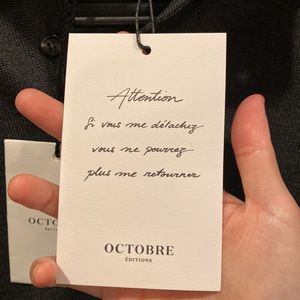 Attention
Si vous me détachez
vous ne pourrez
plus me retourner
OCTOBRE
ÉDITIONS